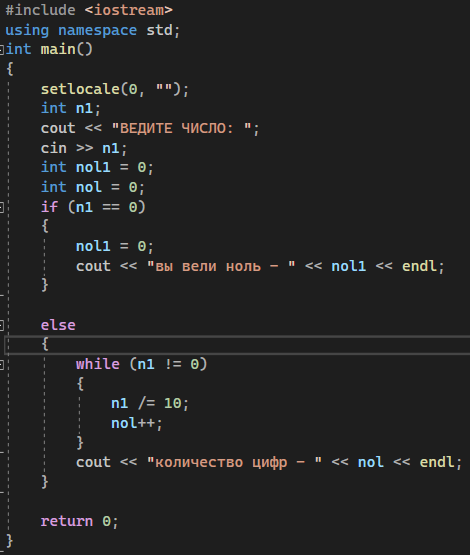 #include <iostream>
using namespace std;
int main()
{
setlocale(0, "");
int n1;
cout << "ВЕДИТЕ ЧИСЛО: ";
cin >> n1;
int nol1 = 0;
int nol = 0;
if (n1 == 0)
{
nol1 = 0;
cout << "вы вели ноль - " << nol1 << endl;
}
else
{
while (n1 != 0)
{
n1 /= 10;
nol++;
}
cout << "количество цифр - " << nol << endl;
}
return 0;
}